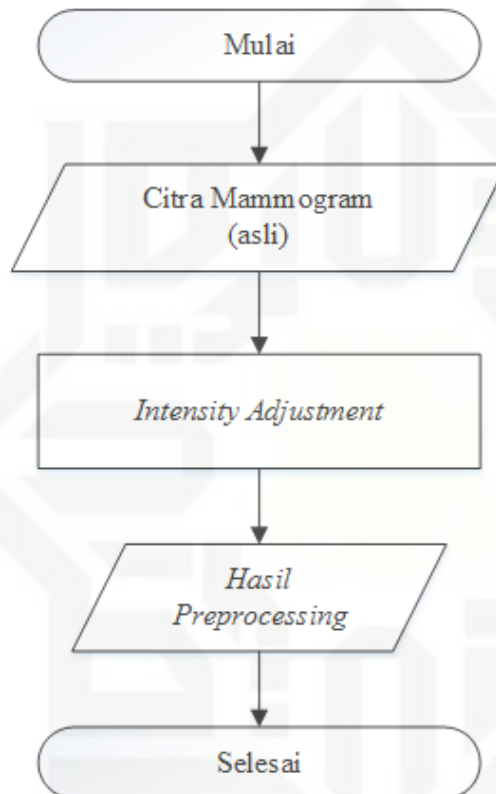 Mulai
Citra Mammogram
(asli)
Intensity Adjustment
Hasil
Preprocessing
Selesai